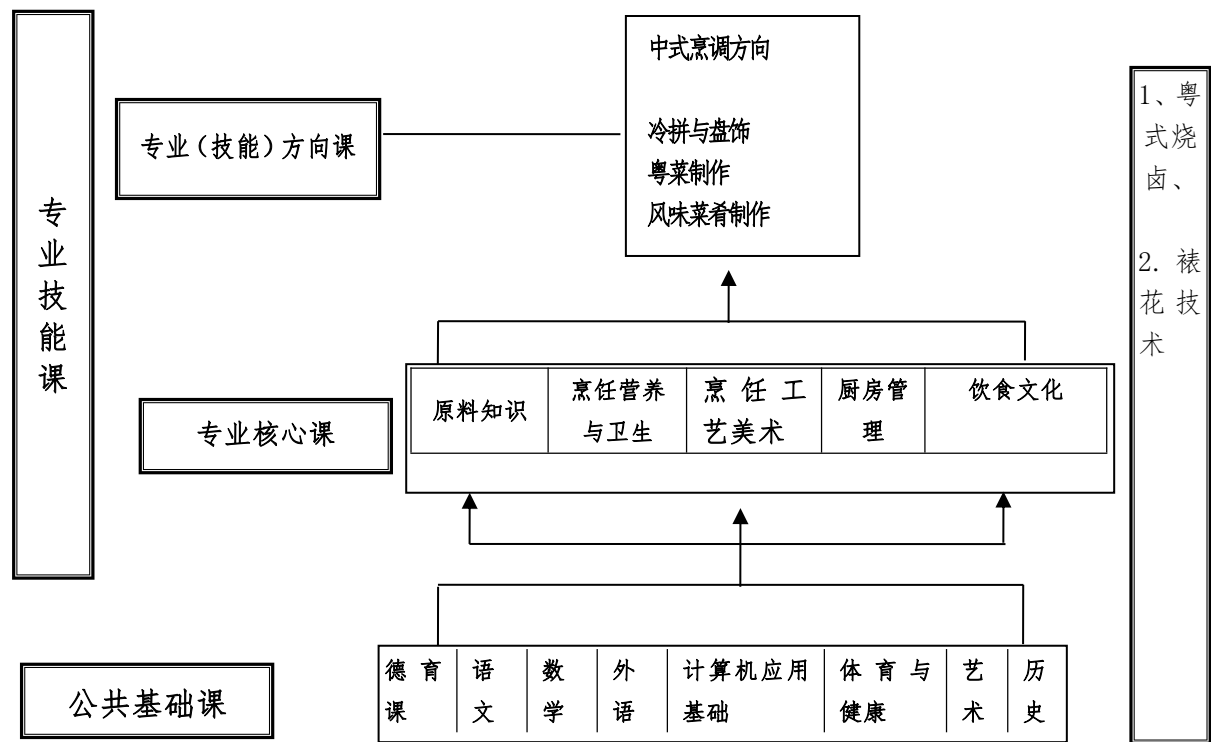 专业技能课
专业（技能）方向课
中式烹调方向
冷拼与盘饰
粤菜制作
风味菜肴制作
1、粤
式烧
卤、
2. 裱
花技
术
专业核心课
原料知识
烹任营养
与卫生
烹任工
艺美术
厨房管
理
饮食文化
公共基础课
德育
课
语
文
数
学
外
语
计算机应用
基础
体育与
健康
艺
术
历
史